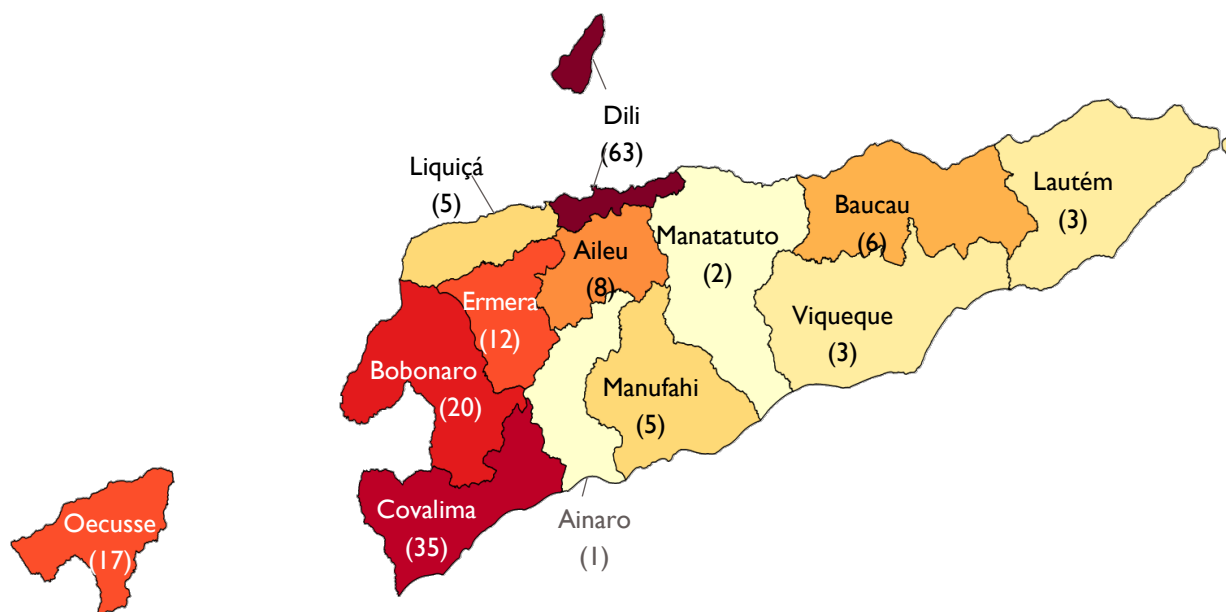 Dili
(63)
Liquiçá
(5)
Lautém
(3)
Baucau
(6)
Manatatuto
(2)
Aileu
(8)
Ermera
(12)
Viqueque
(3)
Bobonaro
(20)
Manufahi
(5)
Covalima
(35)
Ainaro
(1)
Oecusse
(17)